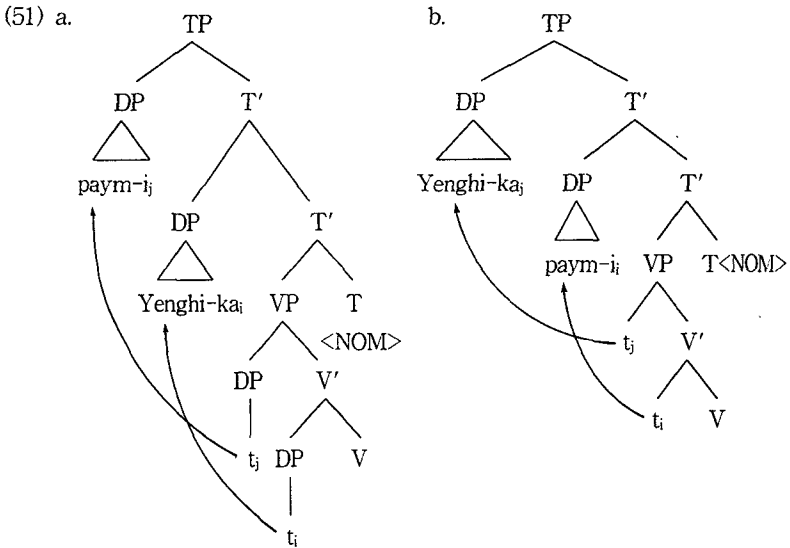 (51) a. TP b. TP
DP T′ DP T′
paym-ij DP T′ Yenghi-kaj DP T′
Yenghi-kai VP T paym-ii VP T<NOM>
<NOM>
DP V′ tj V′
tj DP V ti V
ti